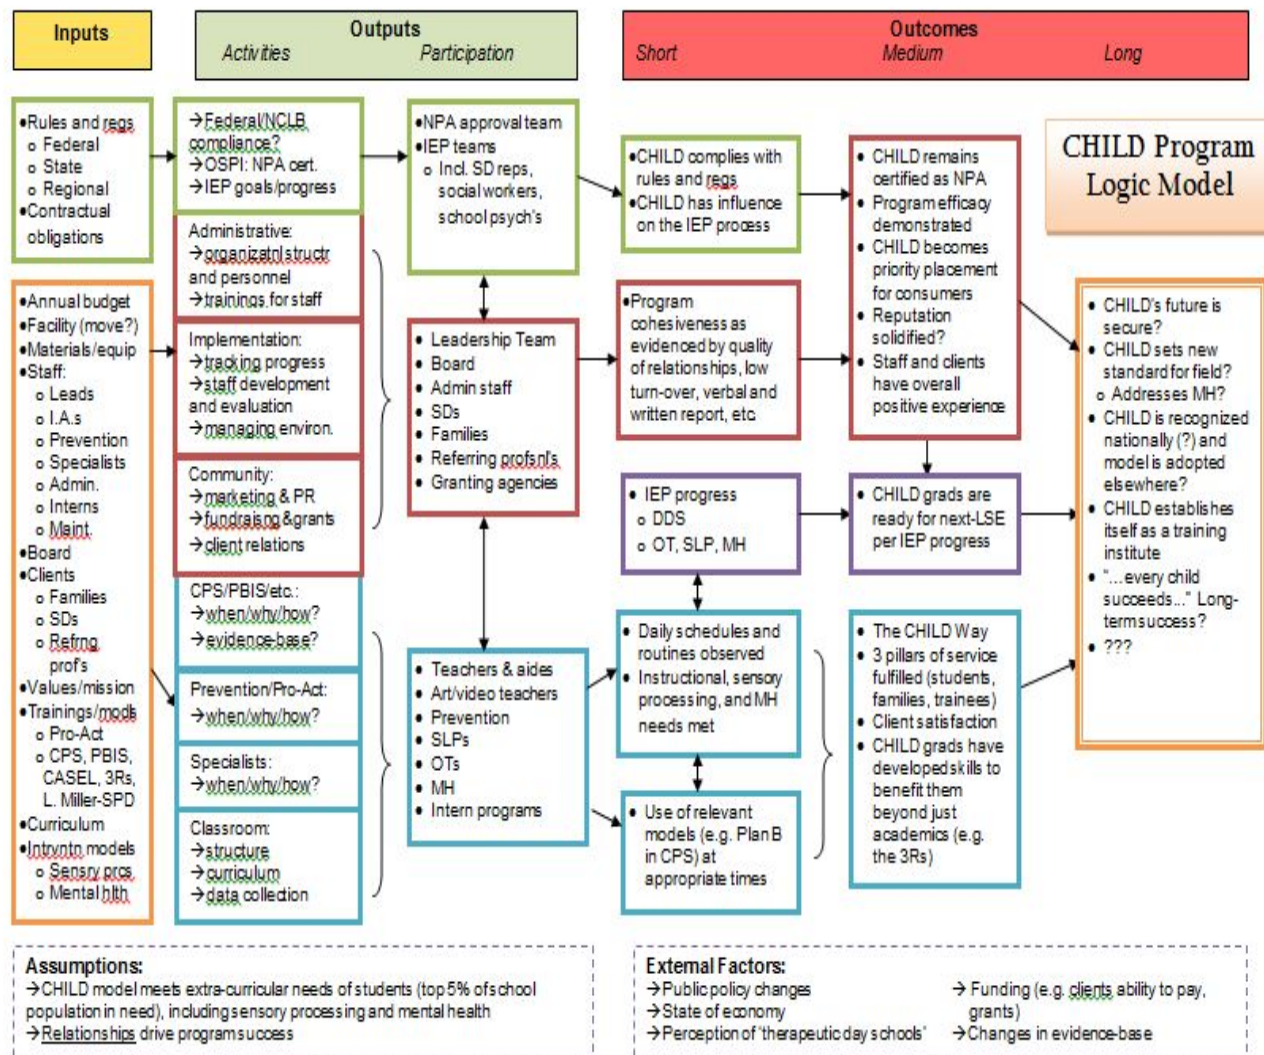 Inputs
Outputs
Activities
Participation
Outcomes
Short
Medium
Long
CHILD Program
Logic Model
•Rules and regs
o Federal
o State
o Regional
•Contractual
obligations
→Federal/NCLB
compliance?
→OSPI: NPA cert.
→IEP goals/progress
•NPA approval team
•IEP teams
o Incl. SD reps,
social workers,
school psych's
•CHILD complies with
rules and regs
•CHILD has influence
on the IEP process
• CHILD remains
certified as NPA
• Program efficacy
demonstrated
• CHILD becomes
priority placement
for consumers
• Reputation
solidified?
• Staff and clients
have overall
positive experience
•Annual budget
•Facility (move?)
•Materials/equip
•Staff:
o Leads
o I.A.s
o Prevention
o Specialists
o Admin.
o Interns
o Maint.
•Board
•Clients
o Families
o SDs
o Refrng
prof's
•Values/mission
•Trainings/mods
o Pro-Act
o CPS, PBIS,
CASEL, 3Rs,
L. Miller-SPD
•Curriculum
•Intrvntn models
o Sensry prcs
o Mental hlth
Administrative:
→organizatnl structr
and personnel
→trainings for staff
Implementation:
→tracking progress
→staff development
and evaluation
→managing environ.
Community:
→marketing & PR
→fundraisng &grants
→client relations
CPS/PBIS/etc.:
→when/why/how?
→evidence-base?
Prevention/Pro-Act:
→when/why/how?
Specialists:
→when/why/how?
Classroom:
→structure
→curriculum
→data collection
• Leadership Team
• Board
• Admin staff
• SDs
• Families
• Referring profsnl's
• Granting agencies
• Teachers & aides
• Art/video teachers
• Prevention
• SLPs
• OTs
• MH
• Intern programs
•Program
cohesiveness as
evidenced by quality
of relationships, low
turn-over, verbal and
written report, etc.
• IEP progress
o DDS
o OT, SLP, MH
• Daily schedules and
routines observed
• Instructional, sensory
processing, and MH
needs met
• Use of relevant
models (e.g. Plan B
in CPS) at
appropriate times
• CHILD grads are
ready for next-LSE
per IEP progress
• The CHILD Way
• 3 pillars of service
fulfilled (students,
families, trainees)
• Client satisfaction
• CHILD grads have
developed skills to
benefit them
beyond just
academics (e.g.
the 3Rs)
• CHILD's future is
secure?
• CHILD sets new
standard for field?
o Addresses MH?
• CHILD is recognized
nationally (?) and
model is adopted
elsewhere?
• CHILD establishes
itself as a training
institute
• "...every child
succeeds..." Long-
term success?
• ???
Assumptions:
→CHILD model meets extra-curricular needs of students (top 5% of school
population in need), including sensory processing and mental health
→Relationships drive program success
External Factors:
→Public policy changes
→State of economy
→Perception of 'therapeutic day schools'
→ Funding (e.g. clients ability to pay,
grants)
→Changes in evidence-base